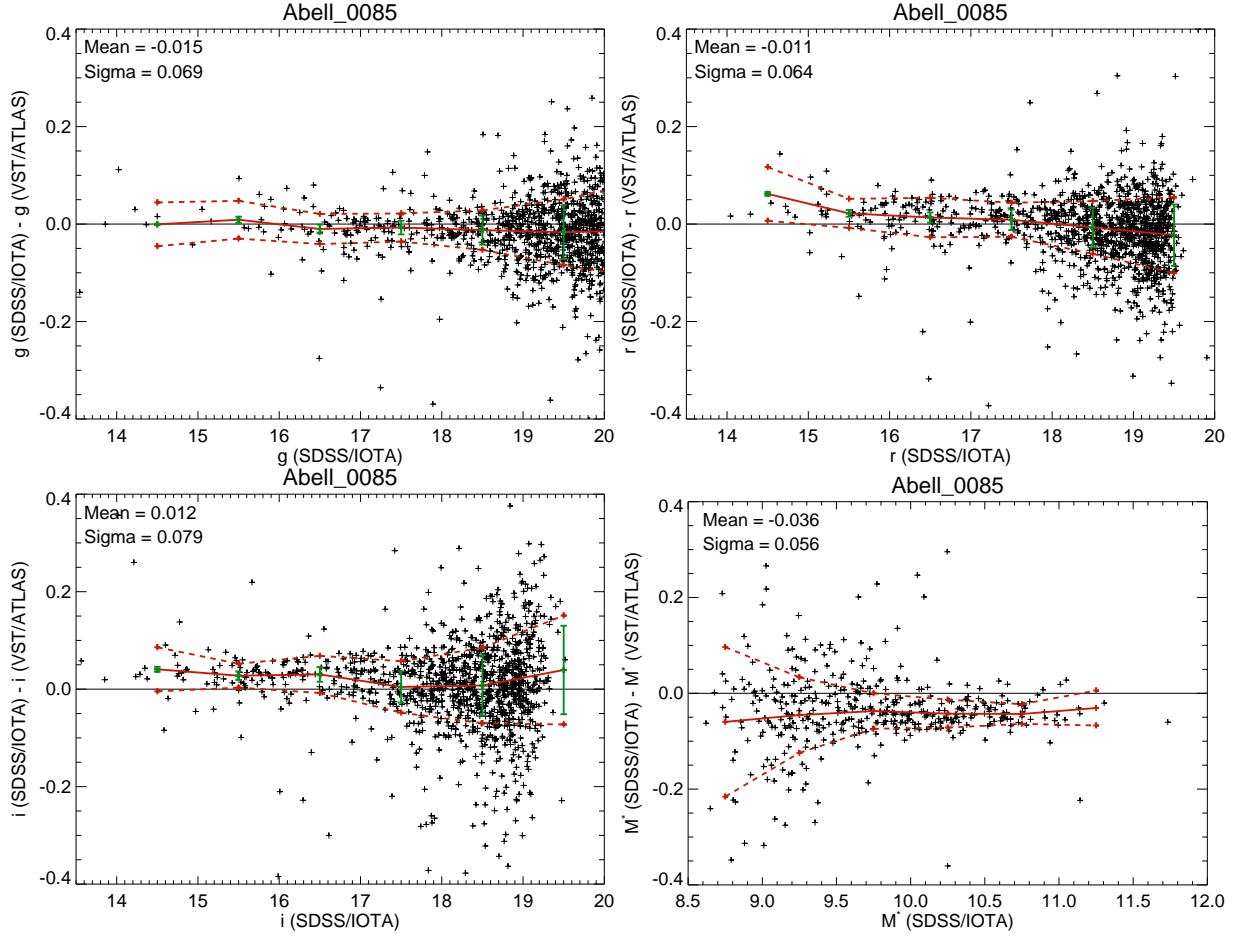 Abell_0085
Mean = -0.015
Sigma = 0.069
g (SDSS/IOTA) - g (VST/ATLAS)
0.4
0.2
0.0
-0.2
-0.4
14 15 16 17 18 19 20
g (SDSS/IOTA)
Abell_0085
Mean = -0.011
Sigma = 0.064
r (SDSS/IOTA) - r (VST/ATLAS)
0.4
0.2
0.0
-0.2
-0.4
14 15 16 17 18 19 20
r (SDSS/IOTA)
Abell_0085
Mean = 0.012
Sigma = 0.079
i (SDSS/IOTA) - i (VST/ATLAS)
0.4
0.2
0.0
-0.2
-0.4
14 15 16 17 18 19 20
i (SDSS/IOTA)
Abell_0085
Mean = -0.036
Sigma = 0.056
M* (SDSS/IOTA) - M* (VST/ATLAS)
0.4
0.2
-0.0
-0.2
-0.4
8.5 9.0 9.5 10.0 10.5 11.0 11.5 12.0
M* (SDSS/IOTA)